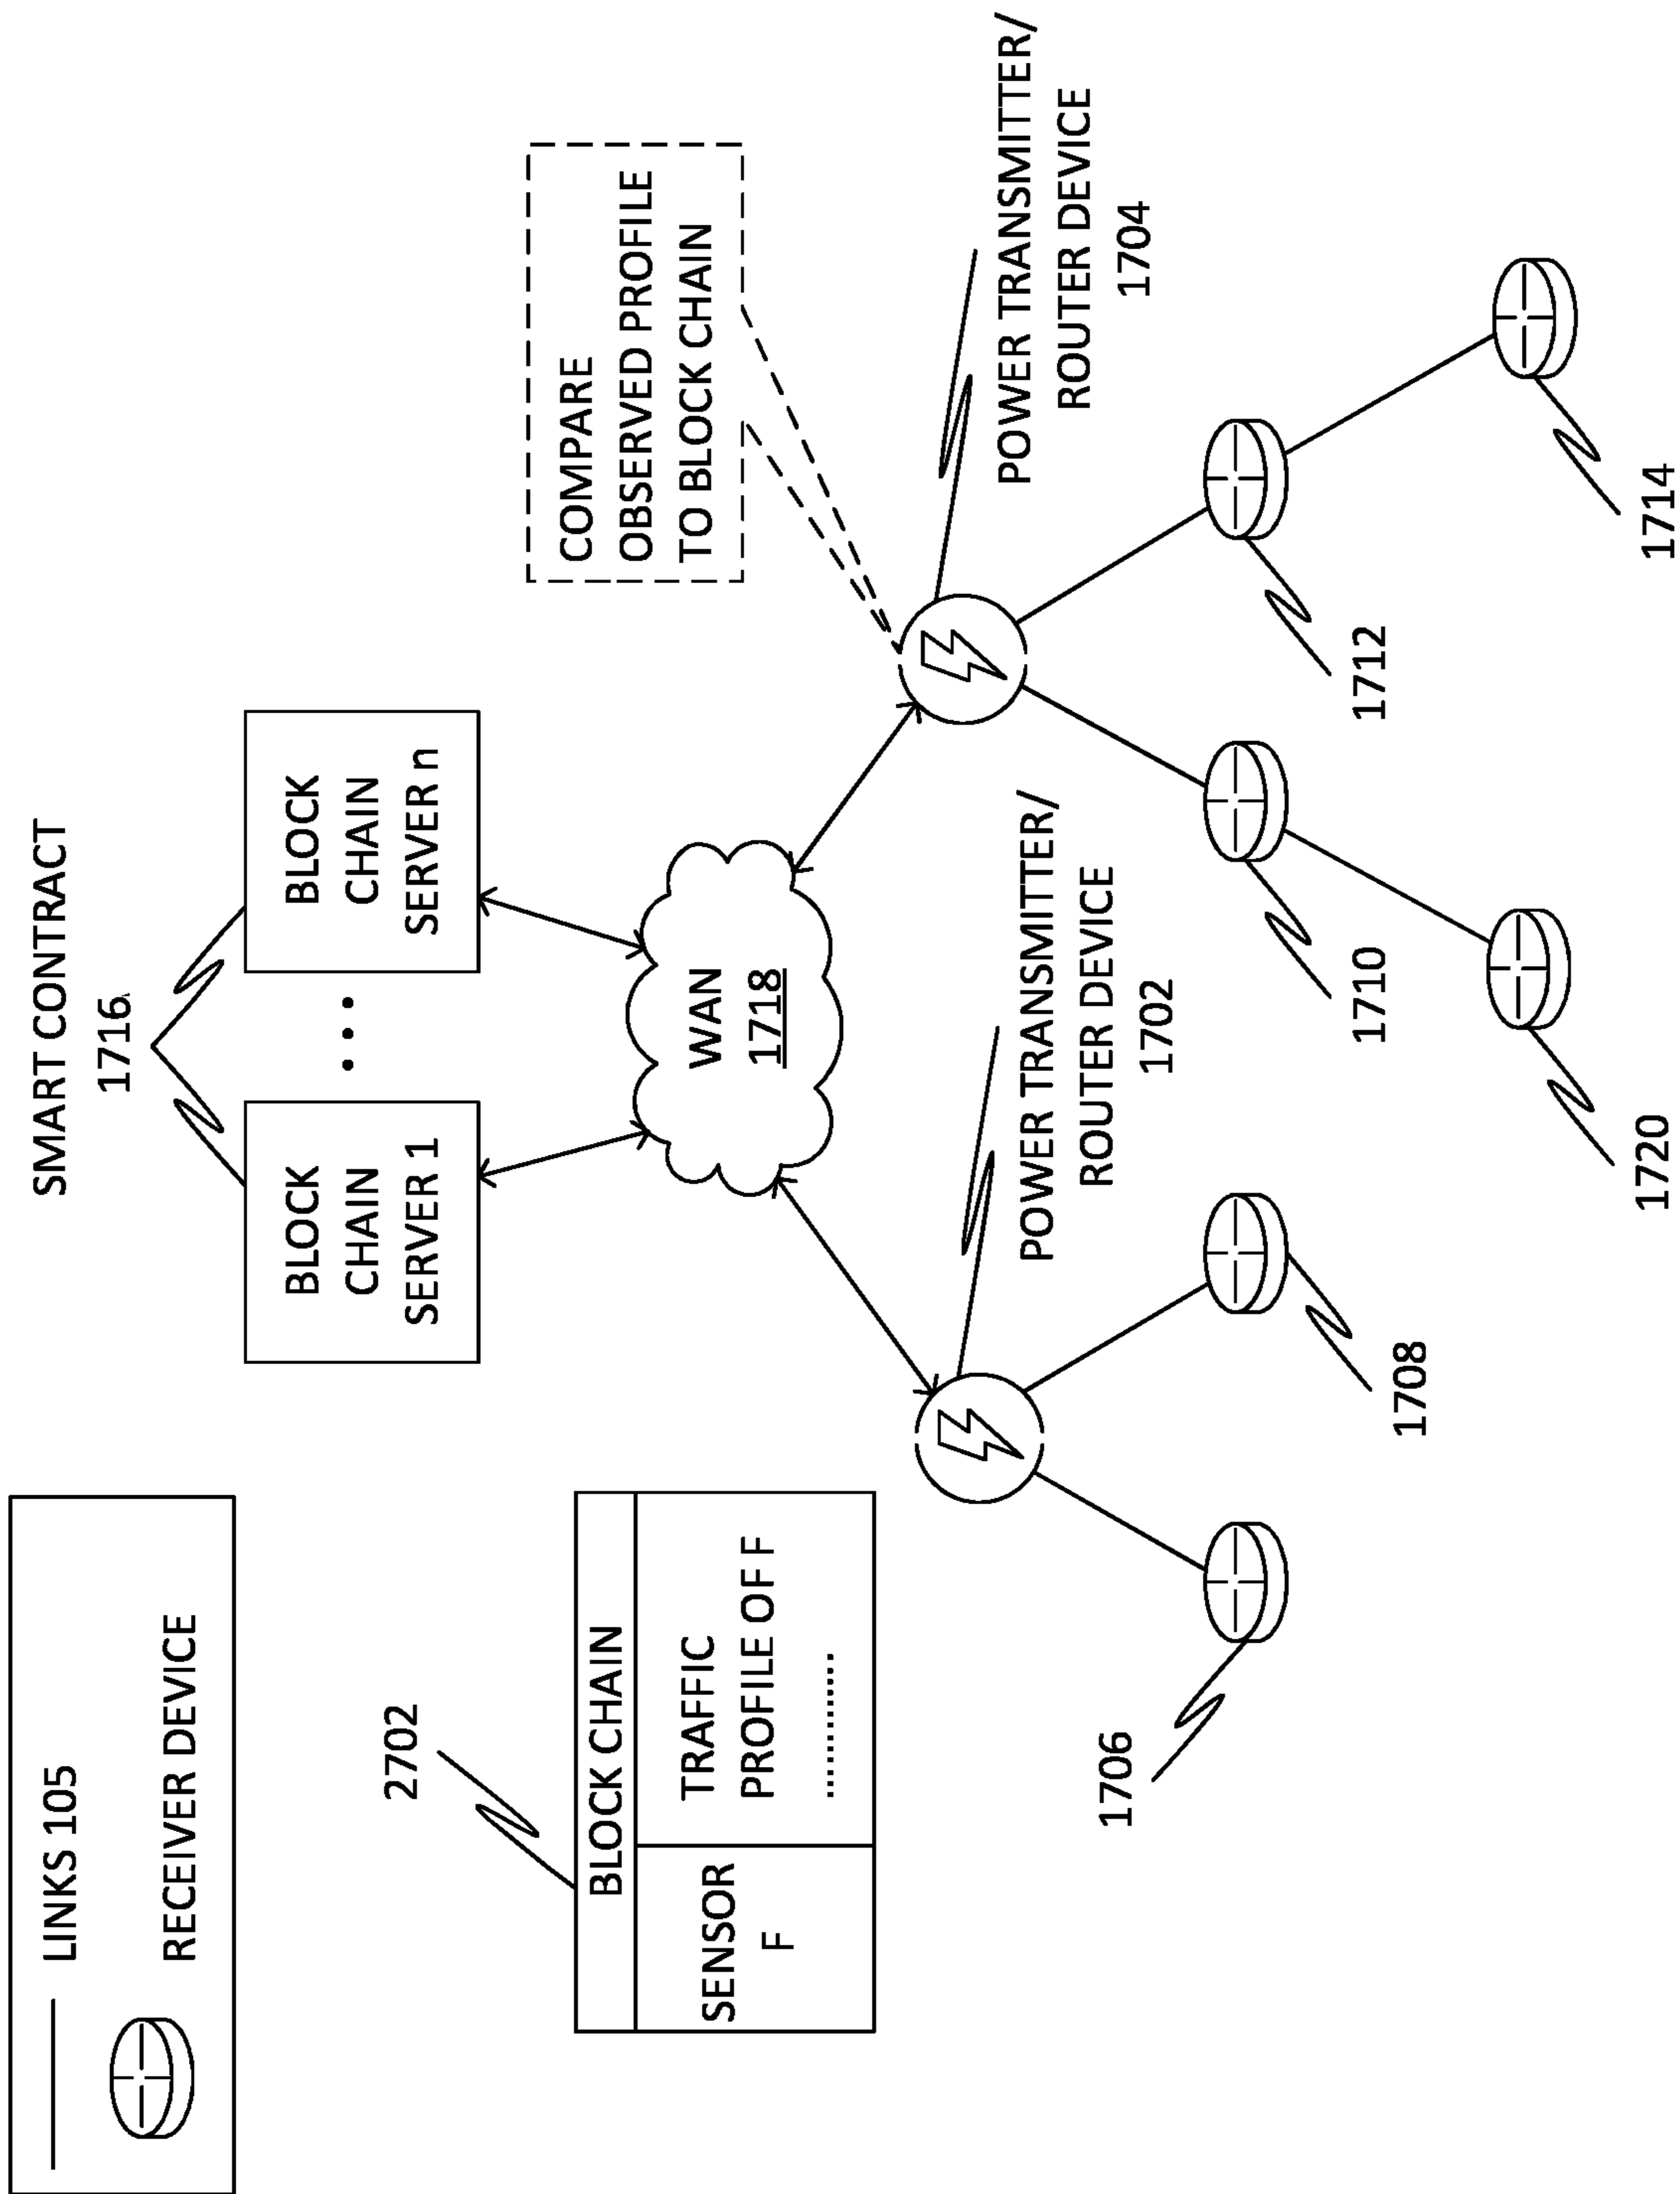 LINKS 105
RECEIVER DEVICE
SMART CONTRACT
1716
BLOCK
CHAIN
SERVER 1
...
BLOCK
CHAIN
SERVER n
2702
BLOCK CHAIN
SENSOR
F
TRAFFIC
PROFILE OF F
..........
WAN
1718
COMPARE
OBSERVED PROFILE
TO BLOCK CHAIN
POWER TRANSMITTER/
ROUTER DEVICE
1702
POWER TRANSMITTER/
ROUTER DEVICE
1704
1706
1708
1710
1712
1720
1714